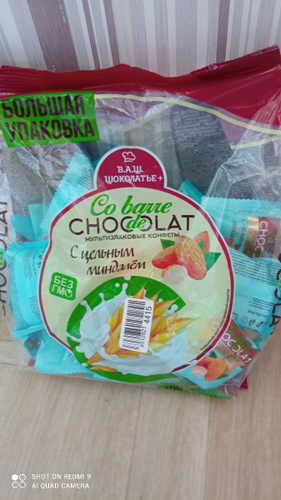 БОЛЬШАЯ
УПАКОВКА
В.А.Ш.
ШОКОЛАТЬЕ+
Co barre
de
CHOCOLAT
МУЛЬТИЗЛАКОВЫЕ КОНФЕТЫ
С цельным
миндалём
БЕЗ
ГМО
CHOCOLAT
SHOT ON REDMI 9
AI QUAD CAMERA